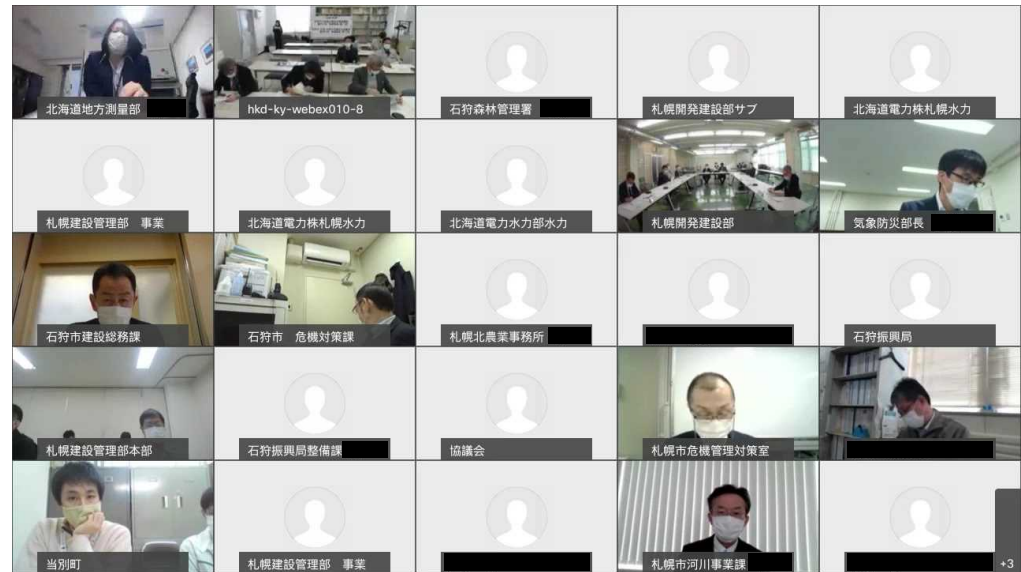 北海道地方測量部
hkd-ky-webex010-8
石狩森林管理署
札幌開発建設部サブ
北海道電力株札幌水力
札幌建設管理部 事業
北海道電力株札幌水力
北海道電力水力部水力
札幌開発建設部
気象防災部長
石狩市建設総務課
石狩市 危機対策課
札幌北農業事務所
石狩振興局
札幌建設管理部本部
石狩振興局整備課
協議会
札幌市危機管理対策室
当別町
札幌建設管理部 事業
札幌市河川事業課
+3